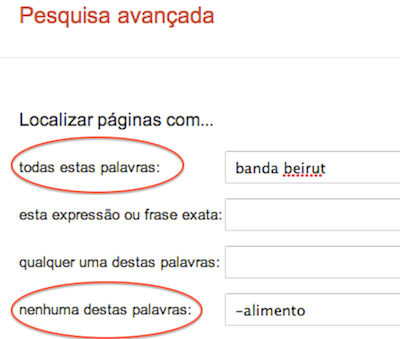 Pesquisa avançada
Localizar páginas com...
todas estas palavras: banda beirut
esta expressão ou frase exata:
qualquer uma destas palavras:
nenhuma destas palavras: -alimento